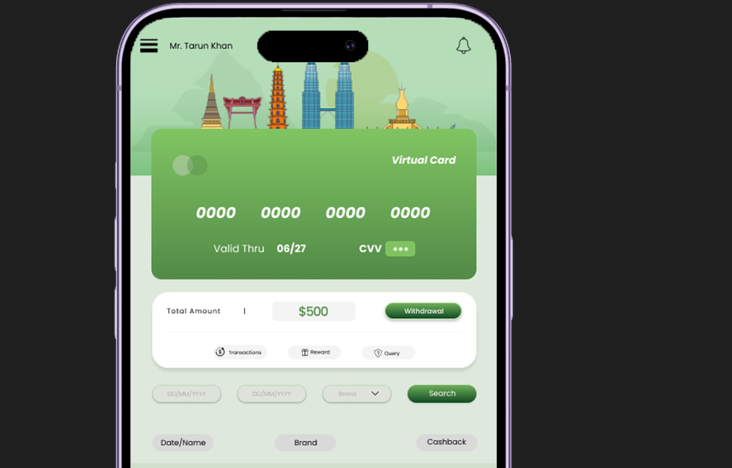 Mr. Tarun Khan
Virtual Card
0000 0000 0000 0000
Valid Thru 06/27 CVV •••
Total Amount | $500 Withdrawal
Transactions Reward Query
DD/MM/YYYY DD/MM/YYYY Brand Search
Date/Name Brand Cashback